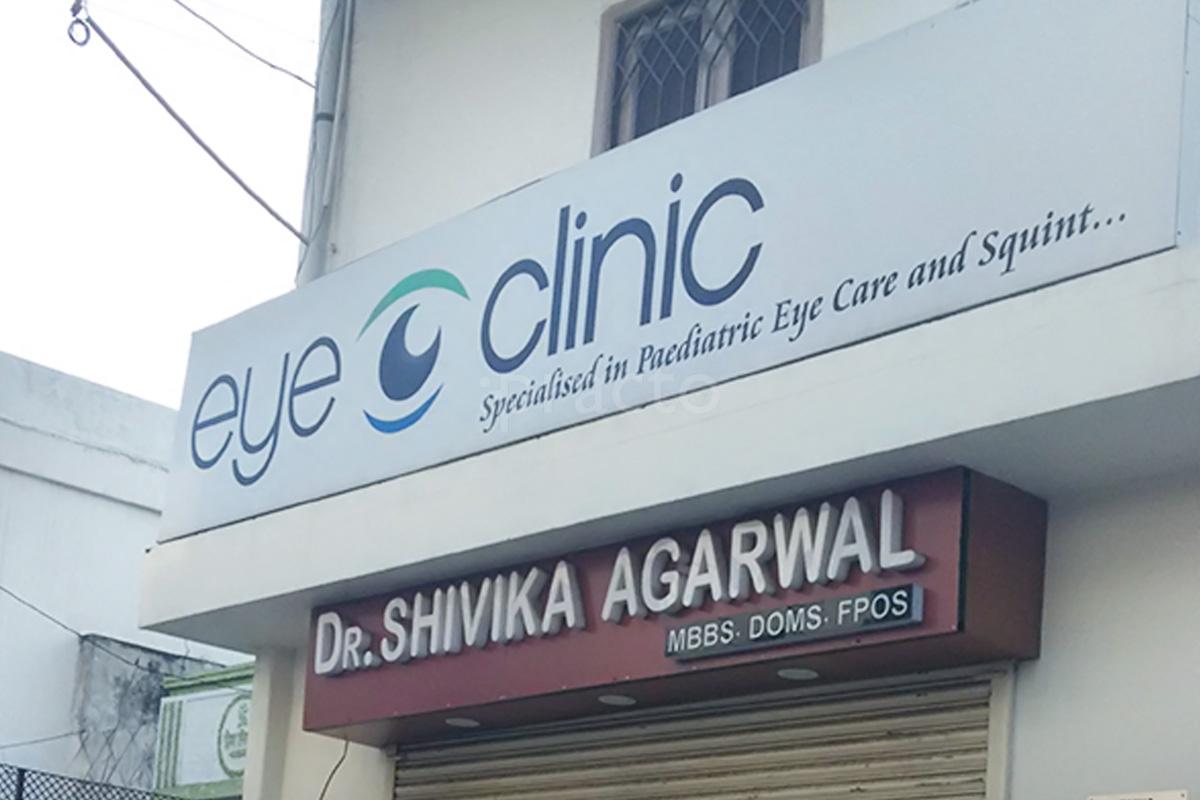 eye clinic
Specialised in Paediatric Eye Care and Squint...
DR. SHIVIKA AGARWAL
MBBS. DOMS. FPOS